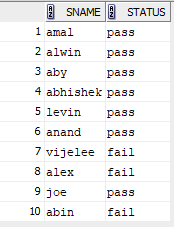 SNAME STATUS
1 amal pass
2 alwin pass
3 aby pass
4 abhishek pass
5 levin pass
6 anand pass
7 vijelee fail
8 alex fail
9 joe pass
10 abin fail